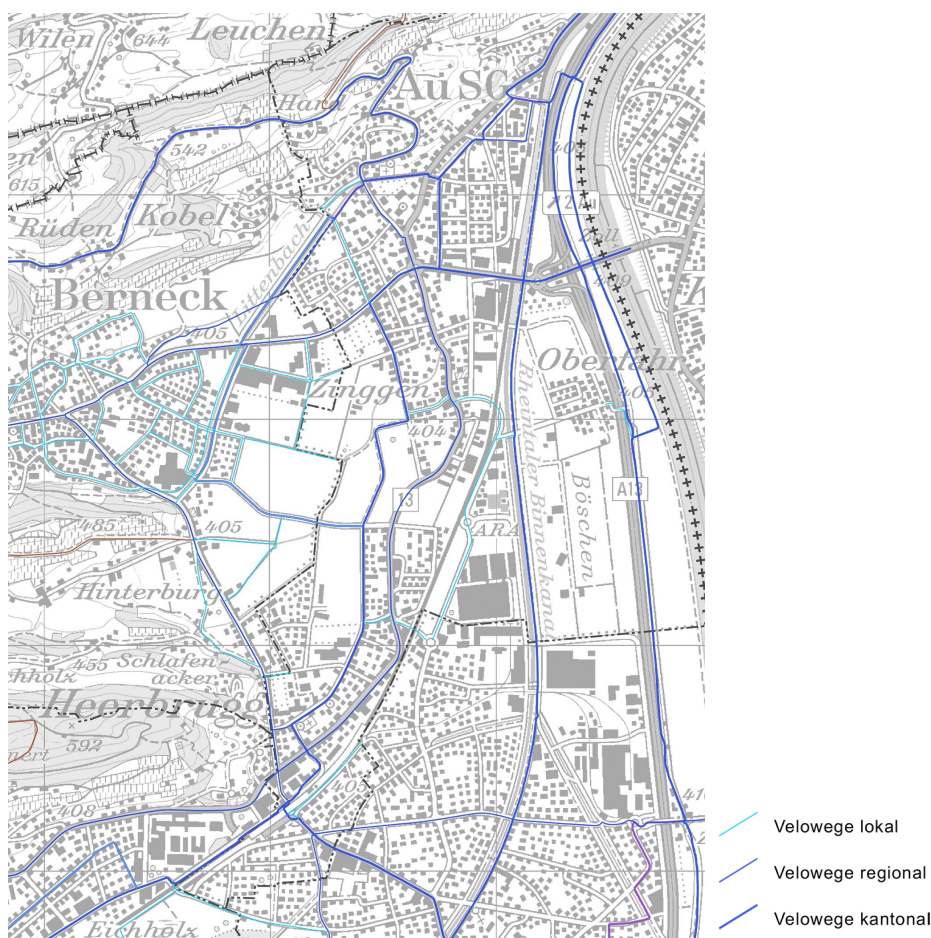 Wilen
644
Leuchen
Au SG
Hard
542
615
Kobel
Rüden
Littenbach
Berneck
405
Oberfahr
Zinggen
404
Rheintaler Binnenkanal
Böschen
13
A13
ARA
485
405
Hinterburg
455
Schlafen-
acker
Heerbrugg
592
408
405
410
Eichholz
Velowege lokal
Velowege regional
Velowege kantonal